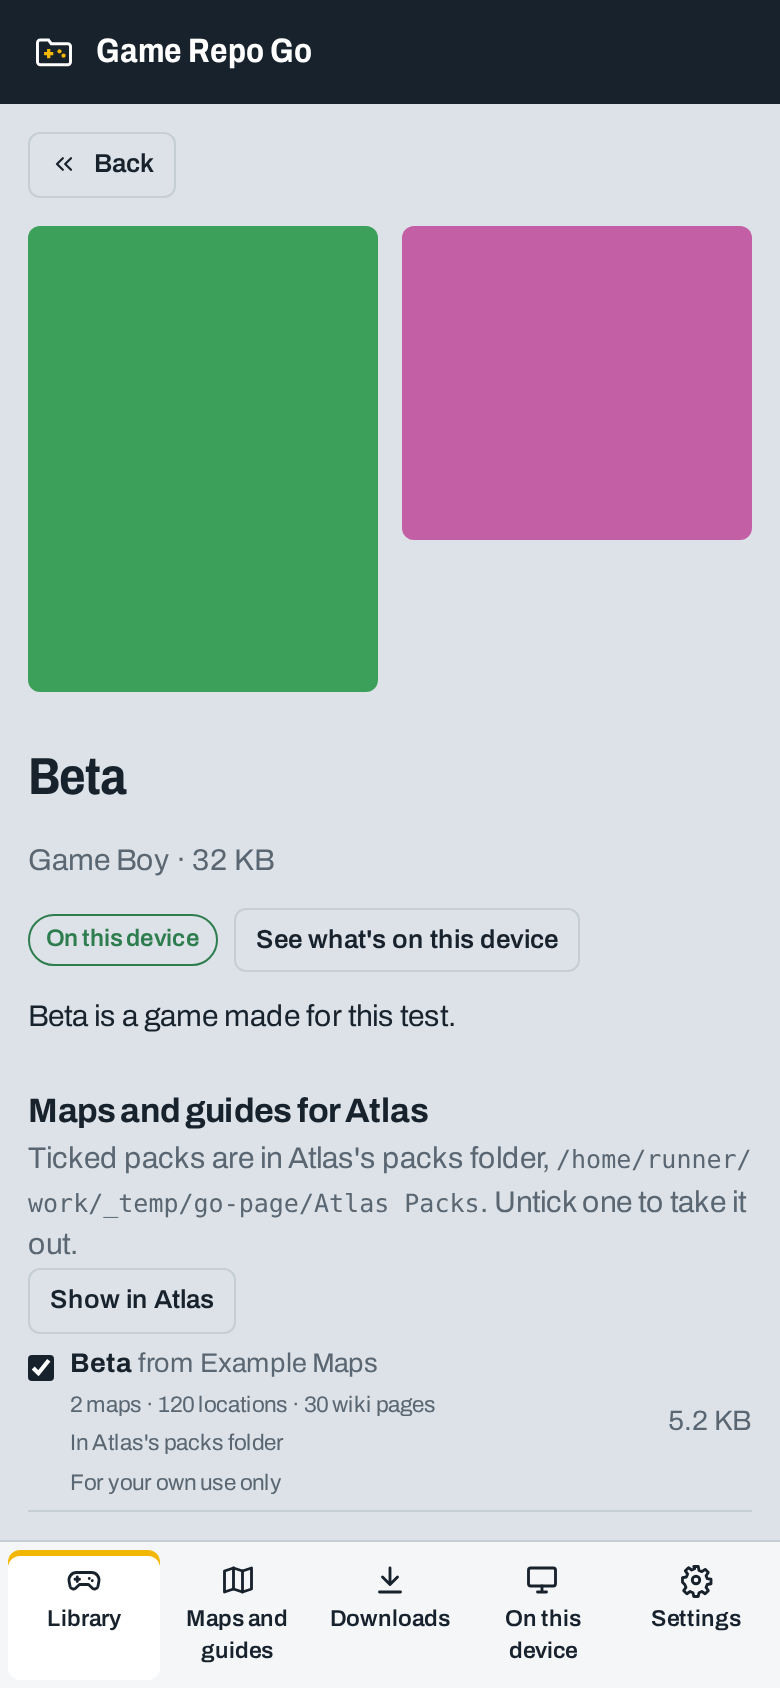 Game Repo Go
Back
Beta
Game Boy · 32 KB
On this device
See what's on this device
Beta is a game made for this test.
Maps and guides for Atlas
Ticked packs are in Atlas's packs folder, /home/runner/
work/_temp/go-page/Atlas Packs. Untick one to take it
out.
Show in Atlas
Beta from Example Maps
2 maps · 120 locations · 30 wiki pages
In Atlas's packs folder
For your own use only
5.2 KB
Library
Maps and
guides
Downloads
On this
device
Settings